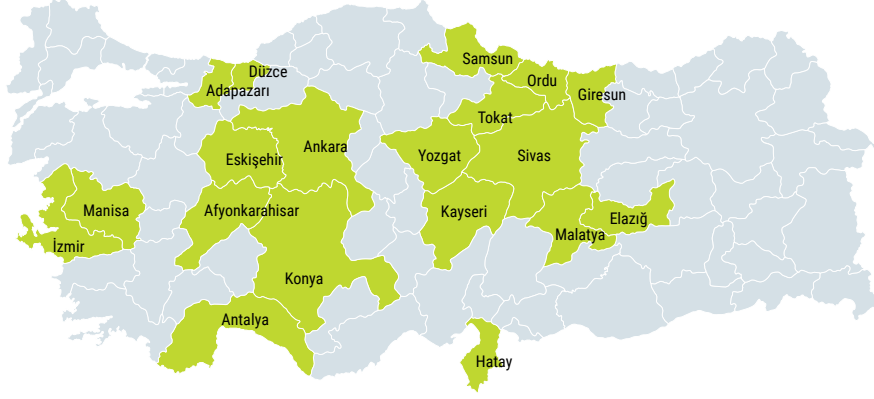 Samsun
Düzce
Ordu
Adapazarı
Giresun
Tokat
Ankara
Yozgat
Sivas
Eskişehir
Manisa
Afyonkarahisar
Kayseri
Elazığ
Malatya
İzmir
Konya
Antalya
Hatay